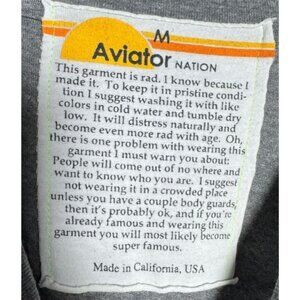 M
Aviator NATION
This garment is rad. I know because I
made it. To keep it in pristine condi-
tion I suggest washing it with like
colors in cold water and tumble dry
low. It will distress naturally and
become even more rad with age. Oh,
there is one problem with wearing this
garment I must warn you about:
People will come out of no where and
want to know who you are. I suggest
not wearing it in a crowded place
unless you have a couple body guards,
then it's probably ok, and if you're
already famous and wearing this
garment you will most likely become
super famous.
Made in California, USA